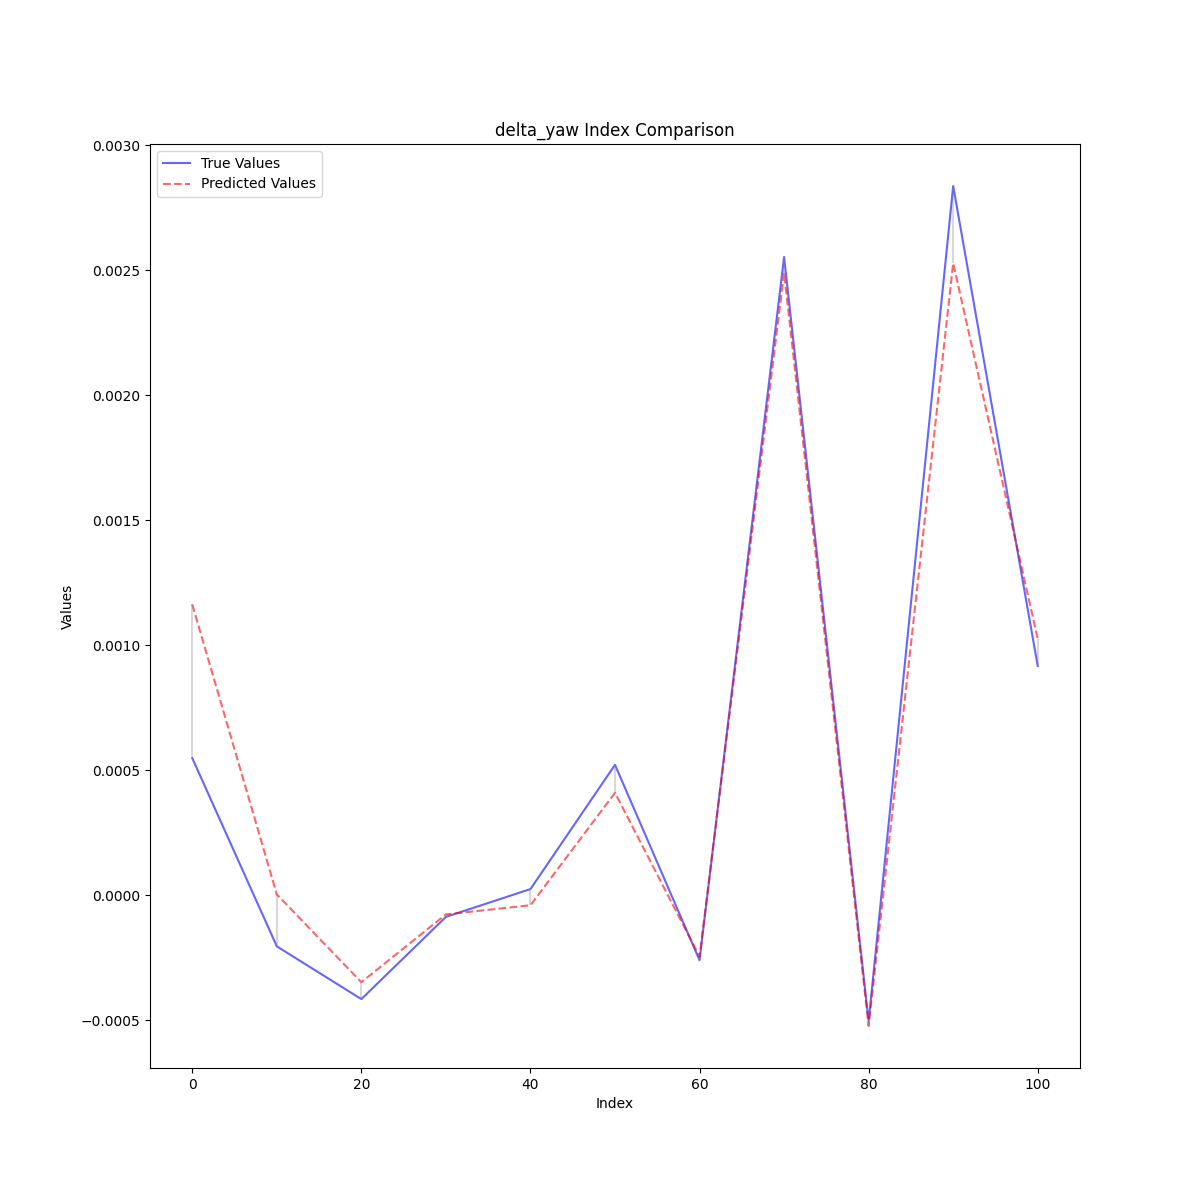 delta_yaw Index Comparison
True Values
Predicted Values
0.0030
0.0025
0.0020
0.0015
0.0010
0.0005
0.0000
−0.0005
Values
0 20 40 60 80 100
Index